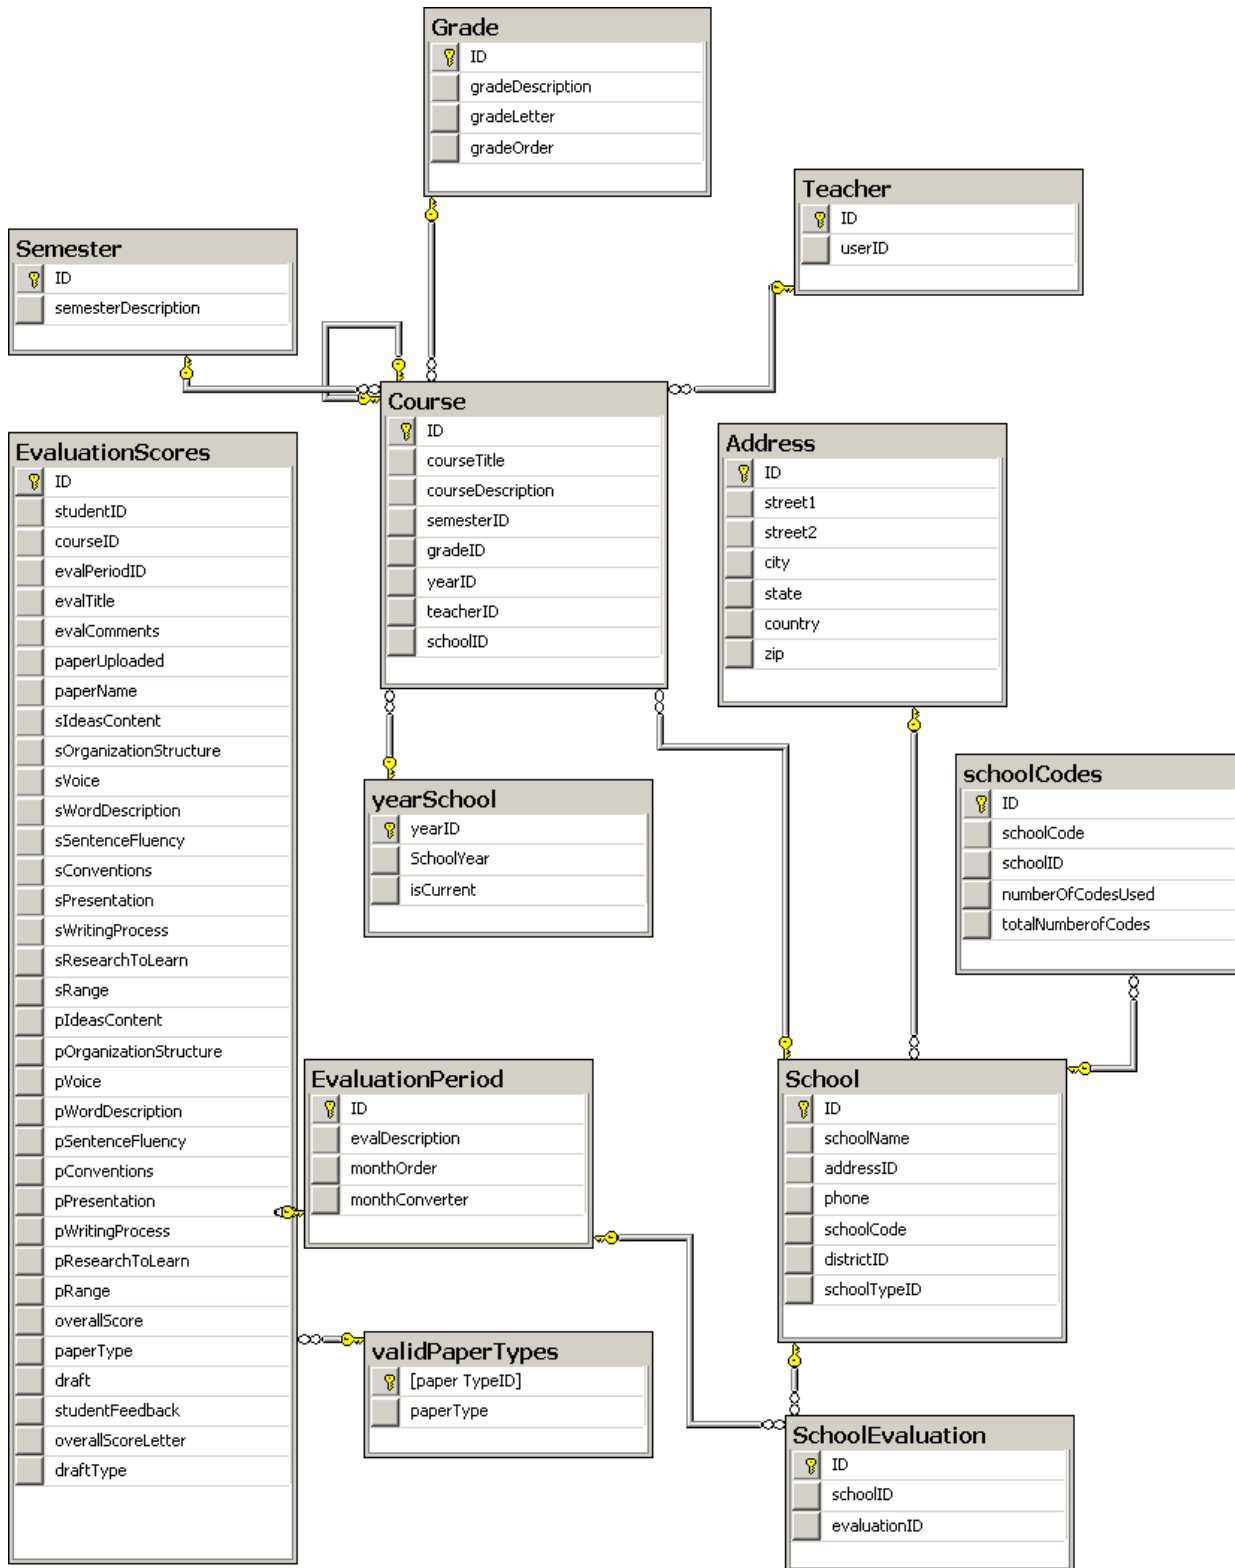 Grade
ID
gradeDescription
gradeLetter
gradeOrder
Teacher
ID
userID
Semester
ID
semesterDescription
Course
ID
courseTitle
courseDescription
semesterID
gradeID
yearID
teacherID
schoolID
Address
ID
street1
street2
city
state
country
zip
EvaluationScores
ID
studentID
courseID
evalPeriodID
evalTitle
evalComments
paperUploaded
paperName
sIdeasContent
sOrganizationStructure
sVoice
sWordDescription
sSentenceFluency
sConventions
sPresentation
sWritingProcess
sResearchToLearn
sRange
pIdeasContent
pOrganizationStructure
pVoice
pWordDescription
pSentenceFluency
pConventions
pPresentation
pWritingProcess
pResearchToLearn
pRange
overallScore
paperType
draft
studentFeedback
overallScoreLetter
draftType
yearSchool
yearID
SchoolYear
isCurrent
schoolCodes
ID
schoolCode
schoolID
numberOfCodesUsed
totalNumberofCodes
EvaluationPeriod
ID
evalDescription
monthOrder
monthConverter
School
ID
schoolName
addressID
phone
schoolCode
districtID
schoolTypeID
validPaperTypes
[paper TypeID]
paperType
SchoolEvaluation
ID
schoolID
evaluationID